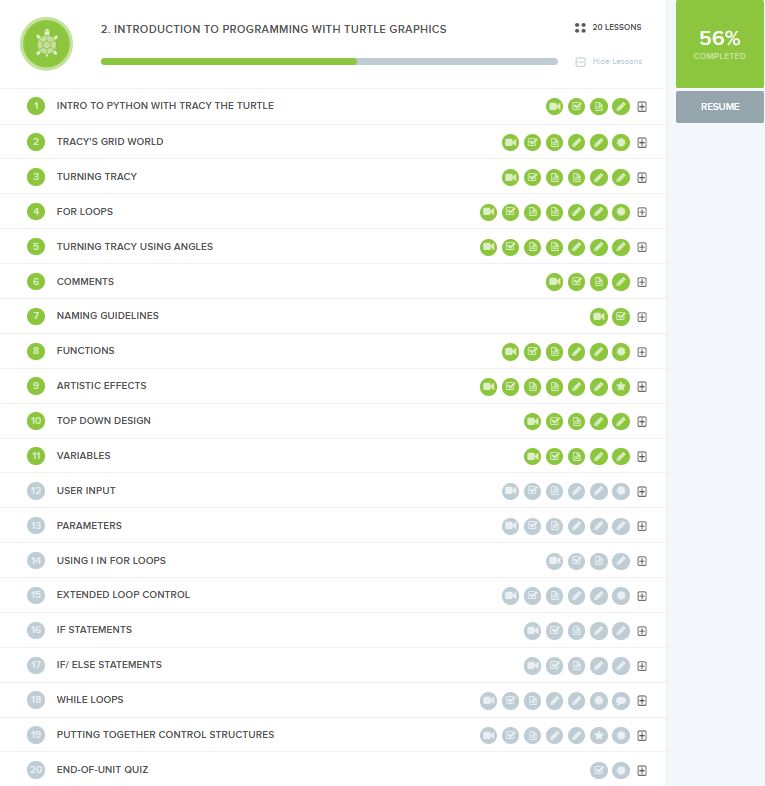 2. INTRODUCTION TO PROGRAMMING WITH TURTLE GRAPHICS
20 LESSONS
Hide Lessons
56%
COMPLETED
RESUME
1 INTRO TO PYTHON WITH TRACY THE TURTLE
2 TRACY'S GRID WORLD
3 TURNING TRACY
4 FOR LOOPS
5 TURNING TRACY USING ANGLES
6 COMMENTS
7 NAMING GUIDELINES
8 FUNCTIONS
9 ARTISTIC EFFECTS
10 TOP DOWN DESIGN
11 VARIABLES
12 USER INPUT
13 PARAMETERS
14 USING I IN FOR LOOPS
15 EXTENDED LOOP CONTROL
16 IF STATEMENTS
17 IF/ ELSE STATEMENTS
18 WHILE LOOPS
19 PUTTING TOGETHER CONTROL STRUCTURES
20 END-OF-UNIT QUIZ